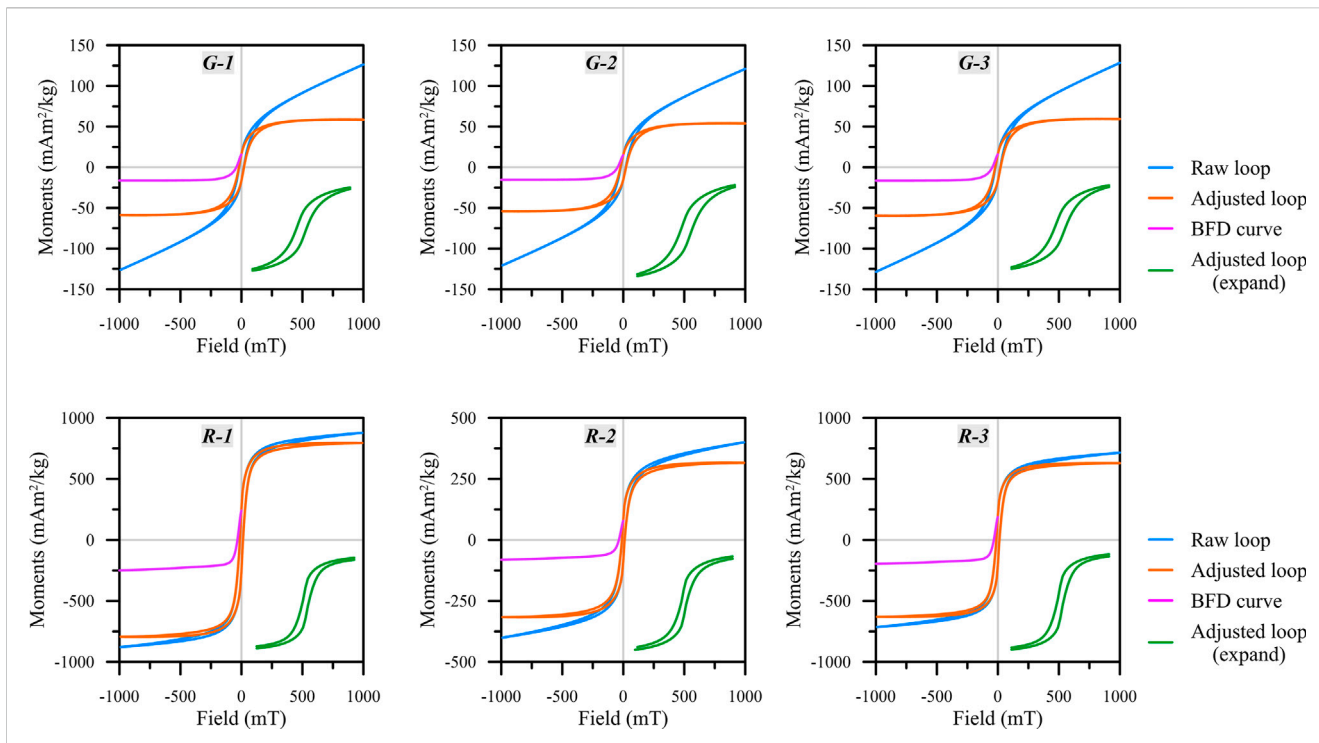 G-1
150
100
50
0
-50
-100
-150
Moments (mAm²/kg)
-1000 -500 0 500 1000
Field (mT)
G-2
150
100
50
0
-50
-100
-150
Moments (mAm²/kg)
-1000 -500 0 500 1000
Field (mT)
G-3
150
100
50
0
-50
-100
-150
Moments (mAm²/kg)
-1000 -500 0 500 1000
Field (mT)
Raw loop
Adjusted loop
BFD curve
Adjusted loop
(expand)
R-1
1000
500
0
-500
-1000
Moments (mAm²/kg)
-1000 -500 0 500 1000
Field (mT)
R-2
500
250
0
-250
-500
Moments (mAm²/kg)
-1000 -500 0 500 1000
Field (mT)
R-3
1000
500
0
-500
-1000
Moments (mAm²/kg)
-1000 -500 0 500 1000
Field (mT)
Raw loop
Adjusted loop
BFD curve
Adjusted loop
(expand)